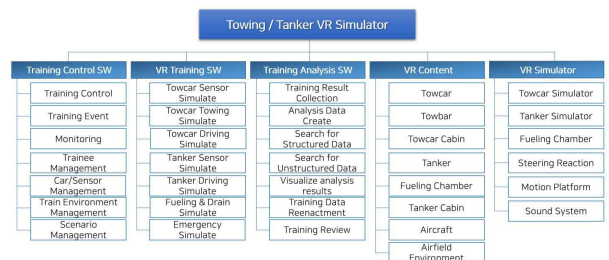 Towing / Tanker VR Simulator
Training Control SW
Training Control
Training Event
Monitoring
Trainee
Management
Car/Sensor
Management
Train Environment
Management
Scenario
Management
VR Training SW
Towcar Sensor
Simulate
Towcar Towing
Simulate
Towcar Driving
Simulate
Tanker Sensor
Simulate
Tanker Driving
Simulate
Fueling & Drain
Simulate
Emergency
Simulate
Training Analysis SW
Training Result
Collection
Analysis Data
Create
Search for
Structured Data
Search for
Unstructured Data
Visualize analysis
results
Training Data
Reenactment
Training Review
VR Content
Towcar
Towbar
Towcar Cabin
Tanker
Fueling Chamber
Tanker Cabin
Aircraft
Airfield
Environment
VR Simulator
Towcar Simulator
Tanker Simulator
Fueling Chamber
Steering Reaction
Motion Platform
Sound System